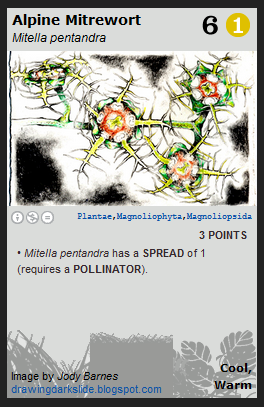 Alpine Mitrewort 6 1
Mitella pentandra
Plantae,Magnoliophyta,Magnoliopsida
3 POINTS
• Mitella pentandra has a SPREAD of 1
(requires a POLLINATOR).
Image by Jody Barnes
drawingdarkslide.blogspot.com
Cool,
Warm